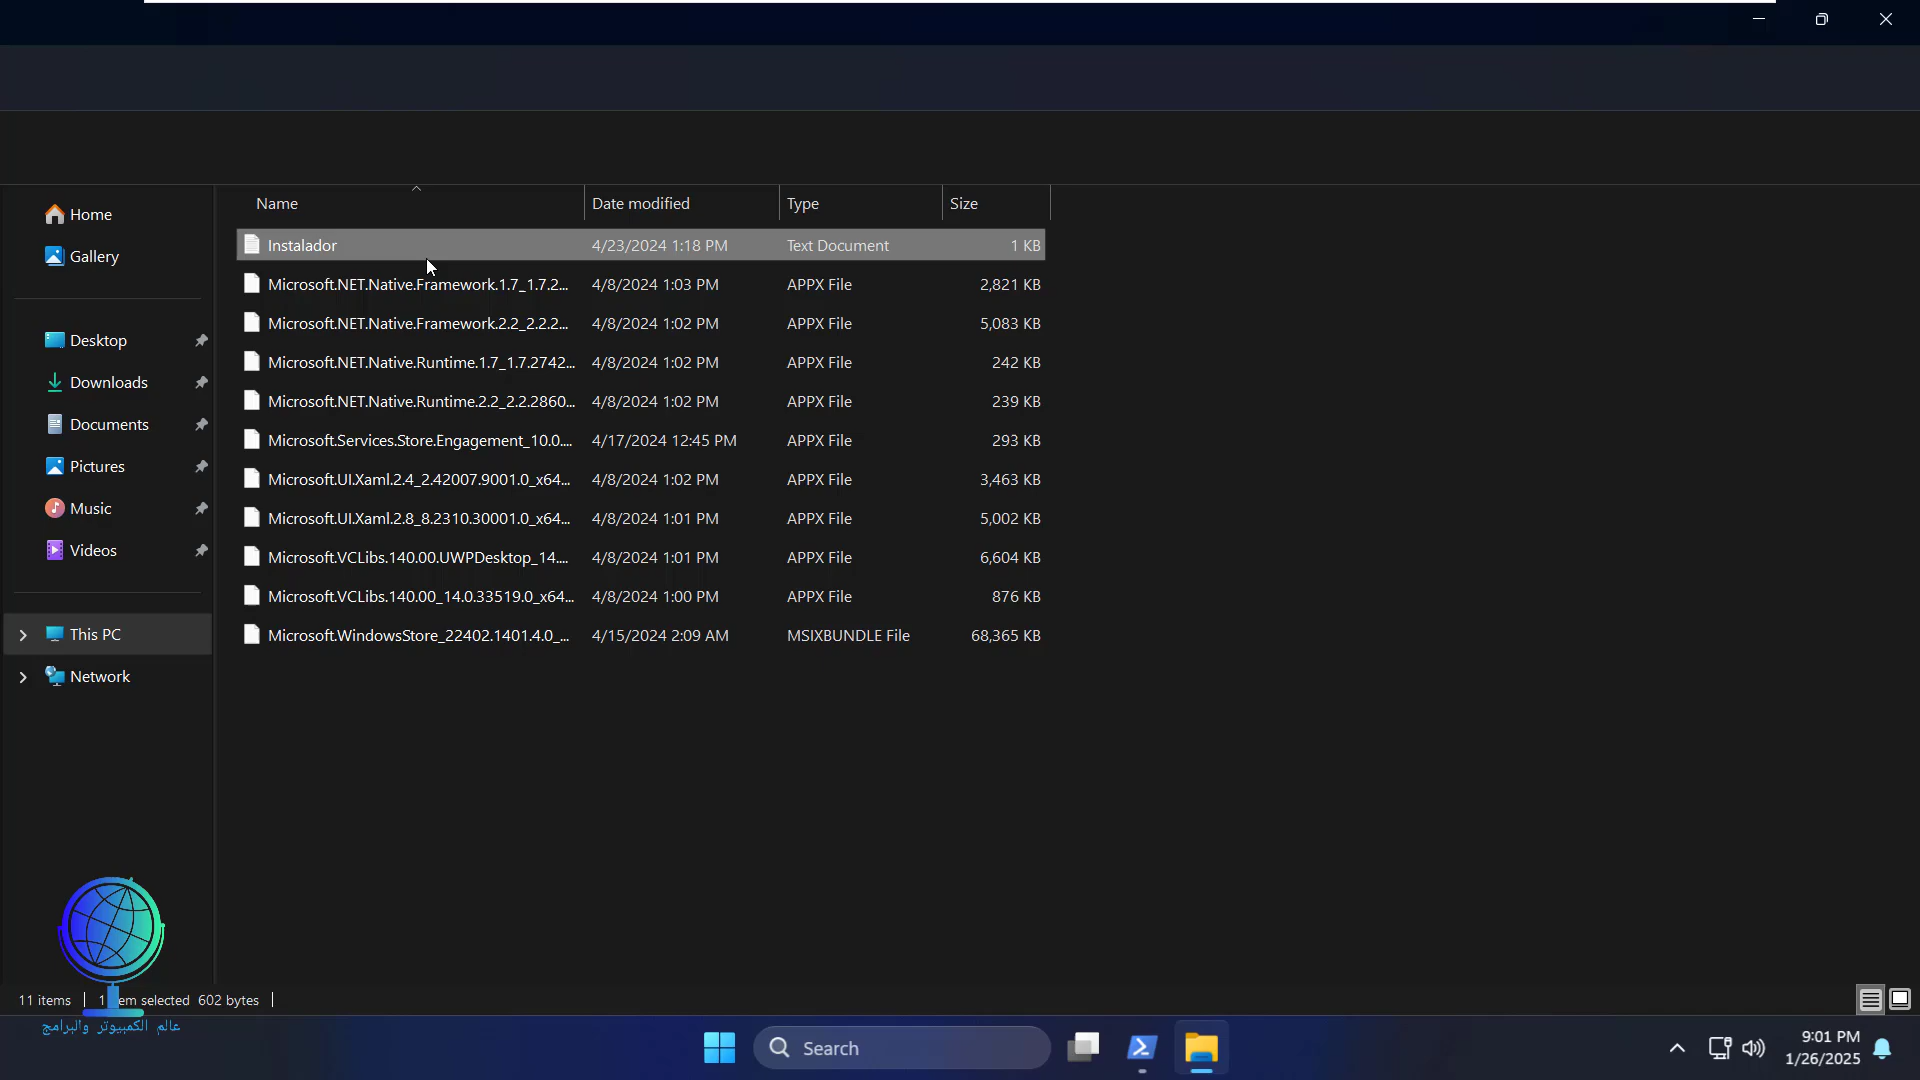 Home
Gallery
Desktop
Downloads
Documents
Pictures
Music
Videos
This PC
Network
Name Date modified Type Size
Instalador 4/23/2024 1:18 PM Text Document 1 KB
Microsoft.NET.Native.Framework.1.7_1.7.2... 4/8/2024 1:03 PM APPX File 2,821 KB
Microsoft.NET.Native.Framework.2.2_2.2.2... 4/8/2024 1:02 PM APPX File 5,083 KB
Microsoft.NET.Native.Runtime.1.7_1.7.2742... 4/8/2024 1:02 PM APPX File 242 KB
Microsoft.NET.Native.Runtime.2.2_2.2.2860... 4/8/2024 1:02 PM APPX File 239 KB
Microsoft.Services.Store.Engagement_10.0.... 4/17/2024 12:45 PM APPX File 293 KB
Microsoft.UI.Xaml.2.4_2.42007.9001.0_x64... 4/8/2024 1:02 PM APPX File 3,463 KB
Microsoft.UI.Xaml.2.8_8.2310.30001.0_x64... 4/8/2024 1:01 PM APPX File 5,002 KB
Microsoft.VCLibs.140.00.UWPDesktop_14.... 4/8/2024 1:01 PM APPX File 6,604 KB
Microsoft.VCLibs.140.00_14.0.33519.0_x64... 4/8/2024 1:00 PM APPX File 876 KB
Microsoft.WindowsStore_22402.1401.4.0_... 4/15/2024 2:09 AM MSIXBUNDLE File 68,365 KB
11 items 1 selected 602 bytes
عالم الكمبيوتر والبرامج
Search
9:01 PM
1/26/2025